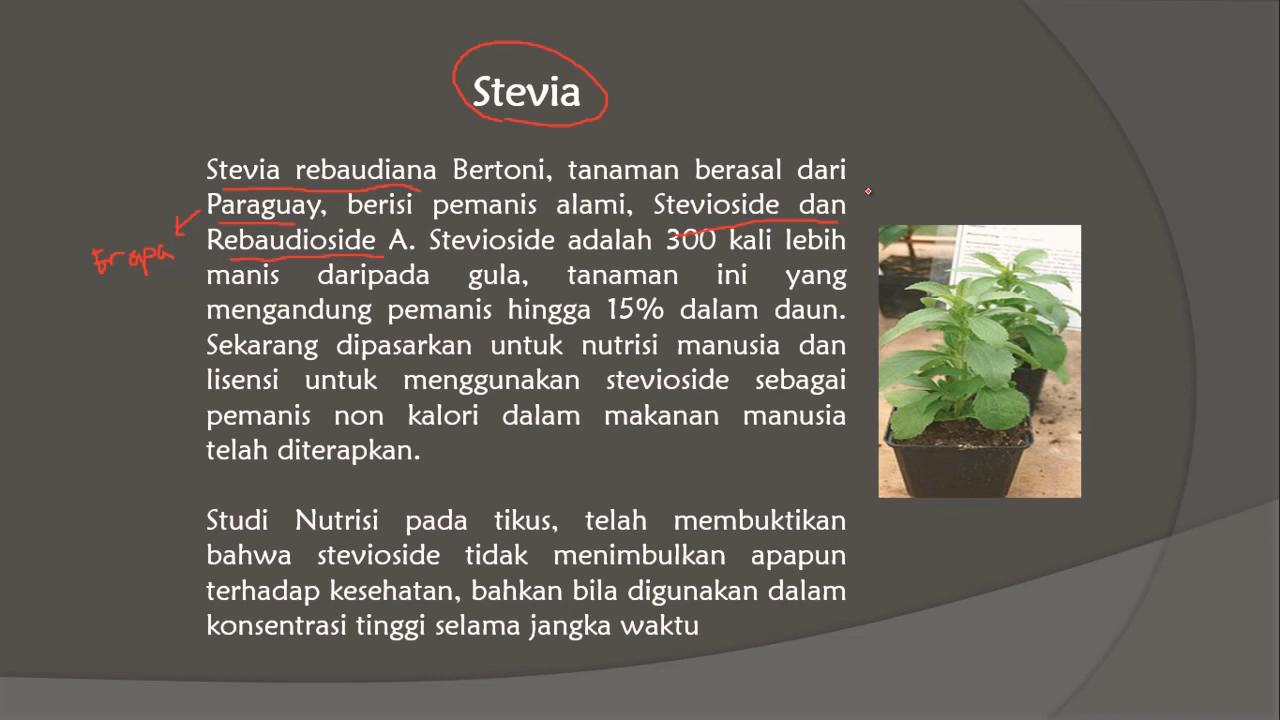 Stevia
Stevia rebaudiana Bertoni, tanaman berasal dari
Paraguay, berisi pemanis alami, Stevioside dan
Rebaudioside A. Stevioside adalah 300 kali lebih
manis daripada gula, tanaman ini yang
mengandung pemanis hingga 15% dalam daun.
Sekarang dipasarkan untuk nutrisi manusia dan
lisensi untuk menggunakan stevioside sebagai
pemanis non kalori dalam makanan manusia
telah diterapkan.
Studi Nutrisi pada tikus, telah membuktikan
bahwa stevioside tidak menimbulkan apapun
terhadap kesehatan, bahkan bila digunakan dalam
konsentrasi tinggi selama jangka waktu